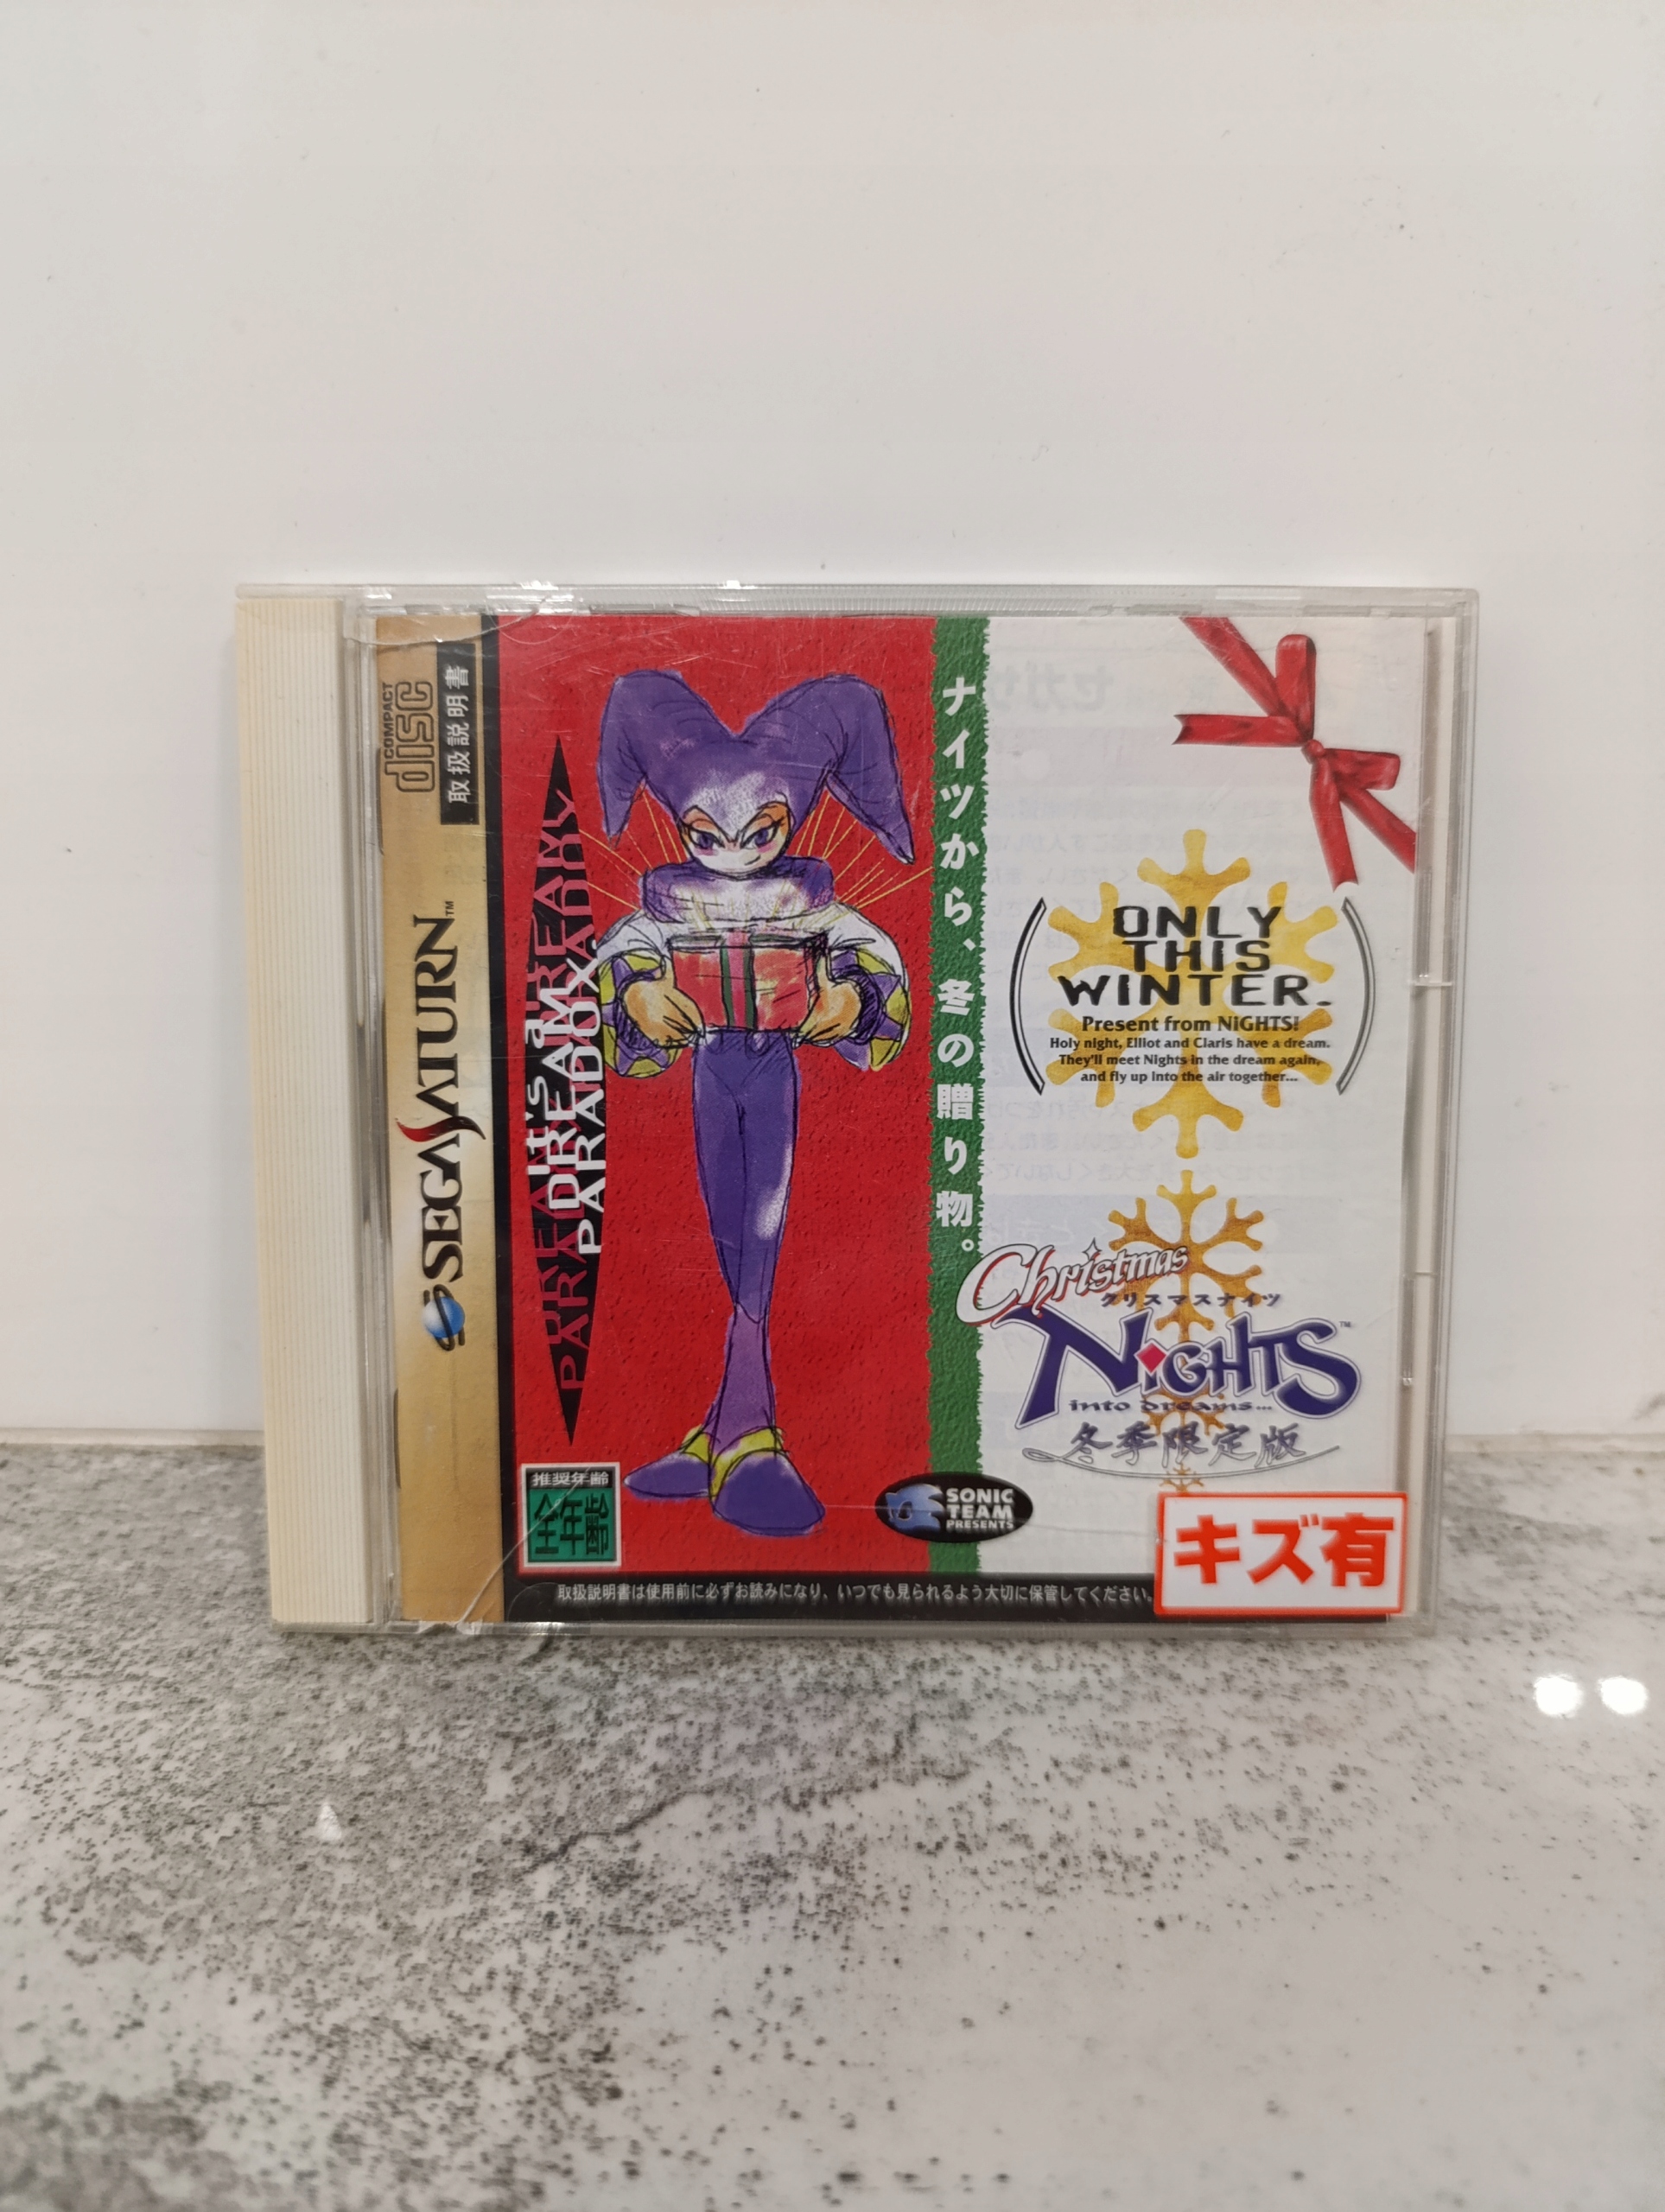 COMPACT
disc
取扱説明書
SEGA SATURN™
it's a
DREAM
PARADOX
ナイツから、冬の贈り物。
ONLY
THIS
WINTER.
Present from NiGHTS!
Holy night, Elliot and Claris have a dream.
They'll meet Nights in the dream again,
and fly up into the air together...
Christmas
クリスマスナイツ
NiGHTS™
into dreams...
冬季限定版
推奨年齢
全年齢
SONIC
TEAM
PRESENTS
キズ有
取扱説明書は使用前に必ずお読みになり、いつでも見られるよう大切に保管してください。